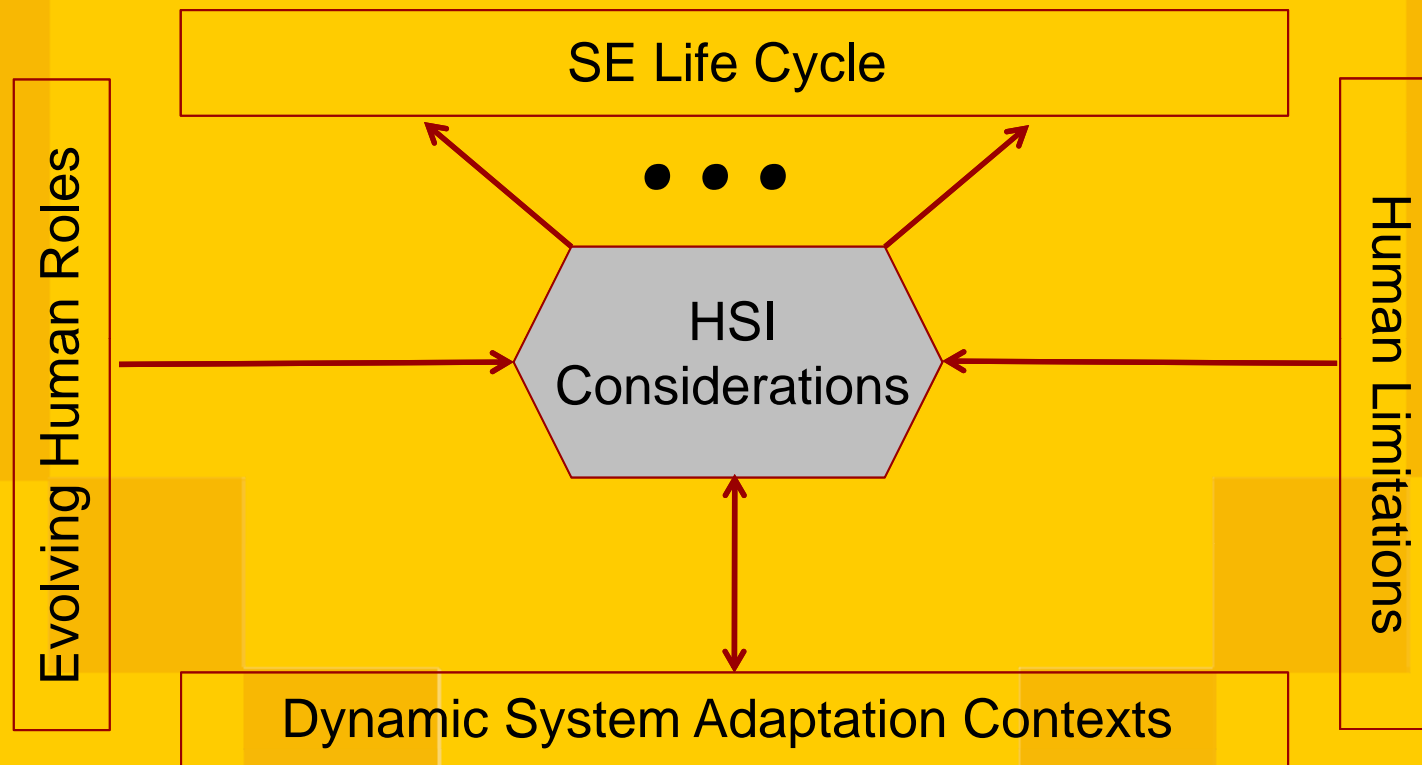 SE Life Cycle
Evolving Human Roles
• • •
HSI
Considerations
Human Limitations
Dynamic System Adaptation Contexts